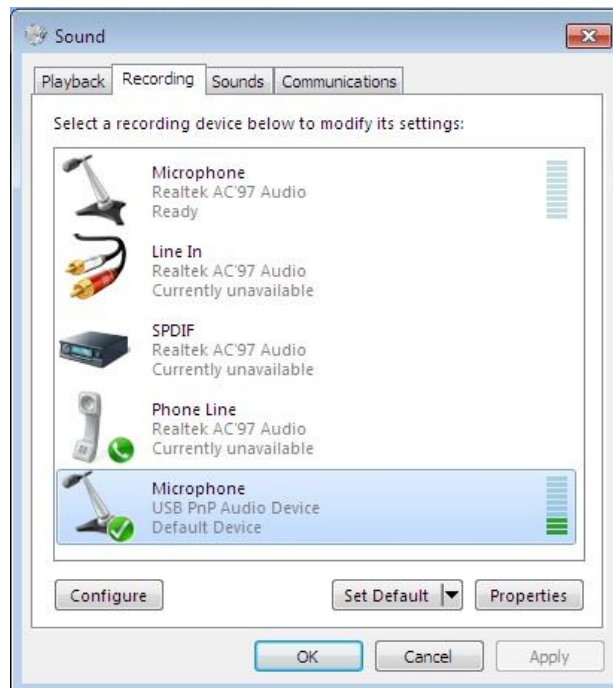 Sound
Playback Recording Sounds Communications
Select a recording device below to modify its settings:
Microphone
Realtek AC'97 Audio
Ready
Line In
Realtek AC'97 Audio
Currently unavailable
SPDIF
Realtek AC'97 Audio
Currently unavailable
Phone Line
Realtek AC'97 Audio
Currently unavailable
Microphone
USB PnP Audio Device
Default Device
Configure Set Default Properties
OK Cancel Apply